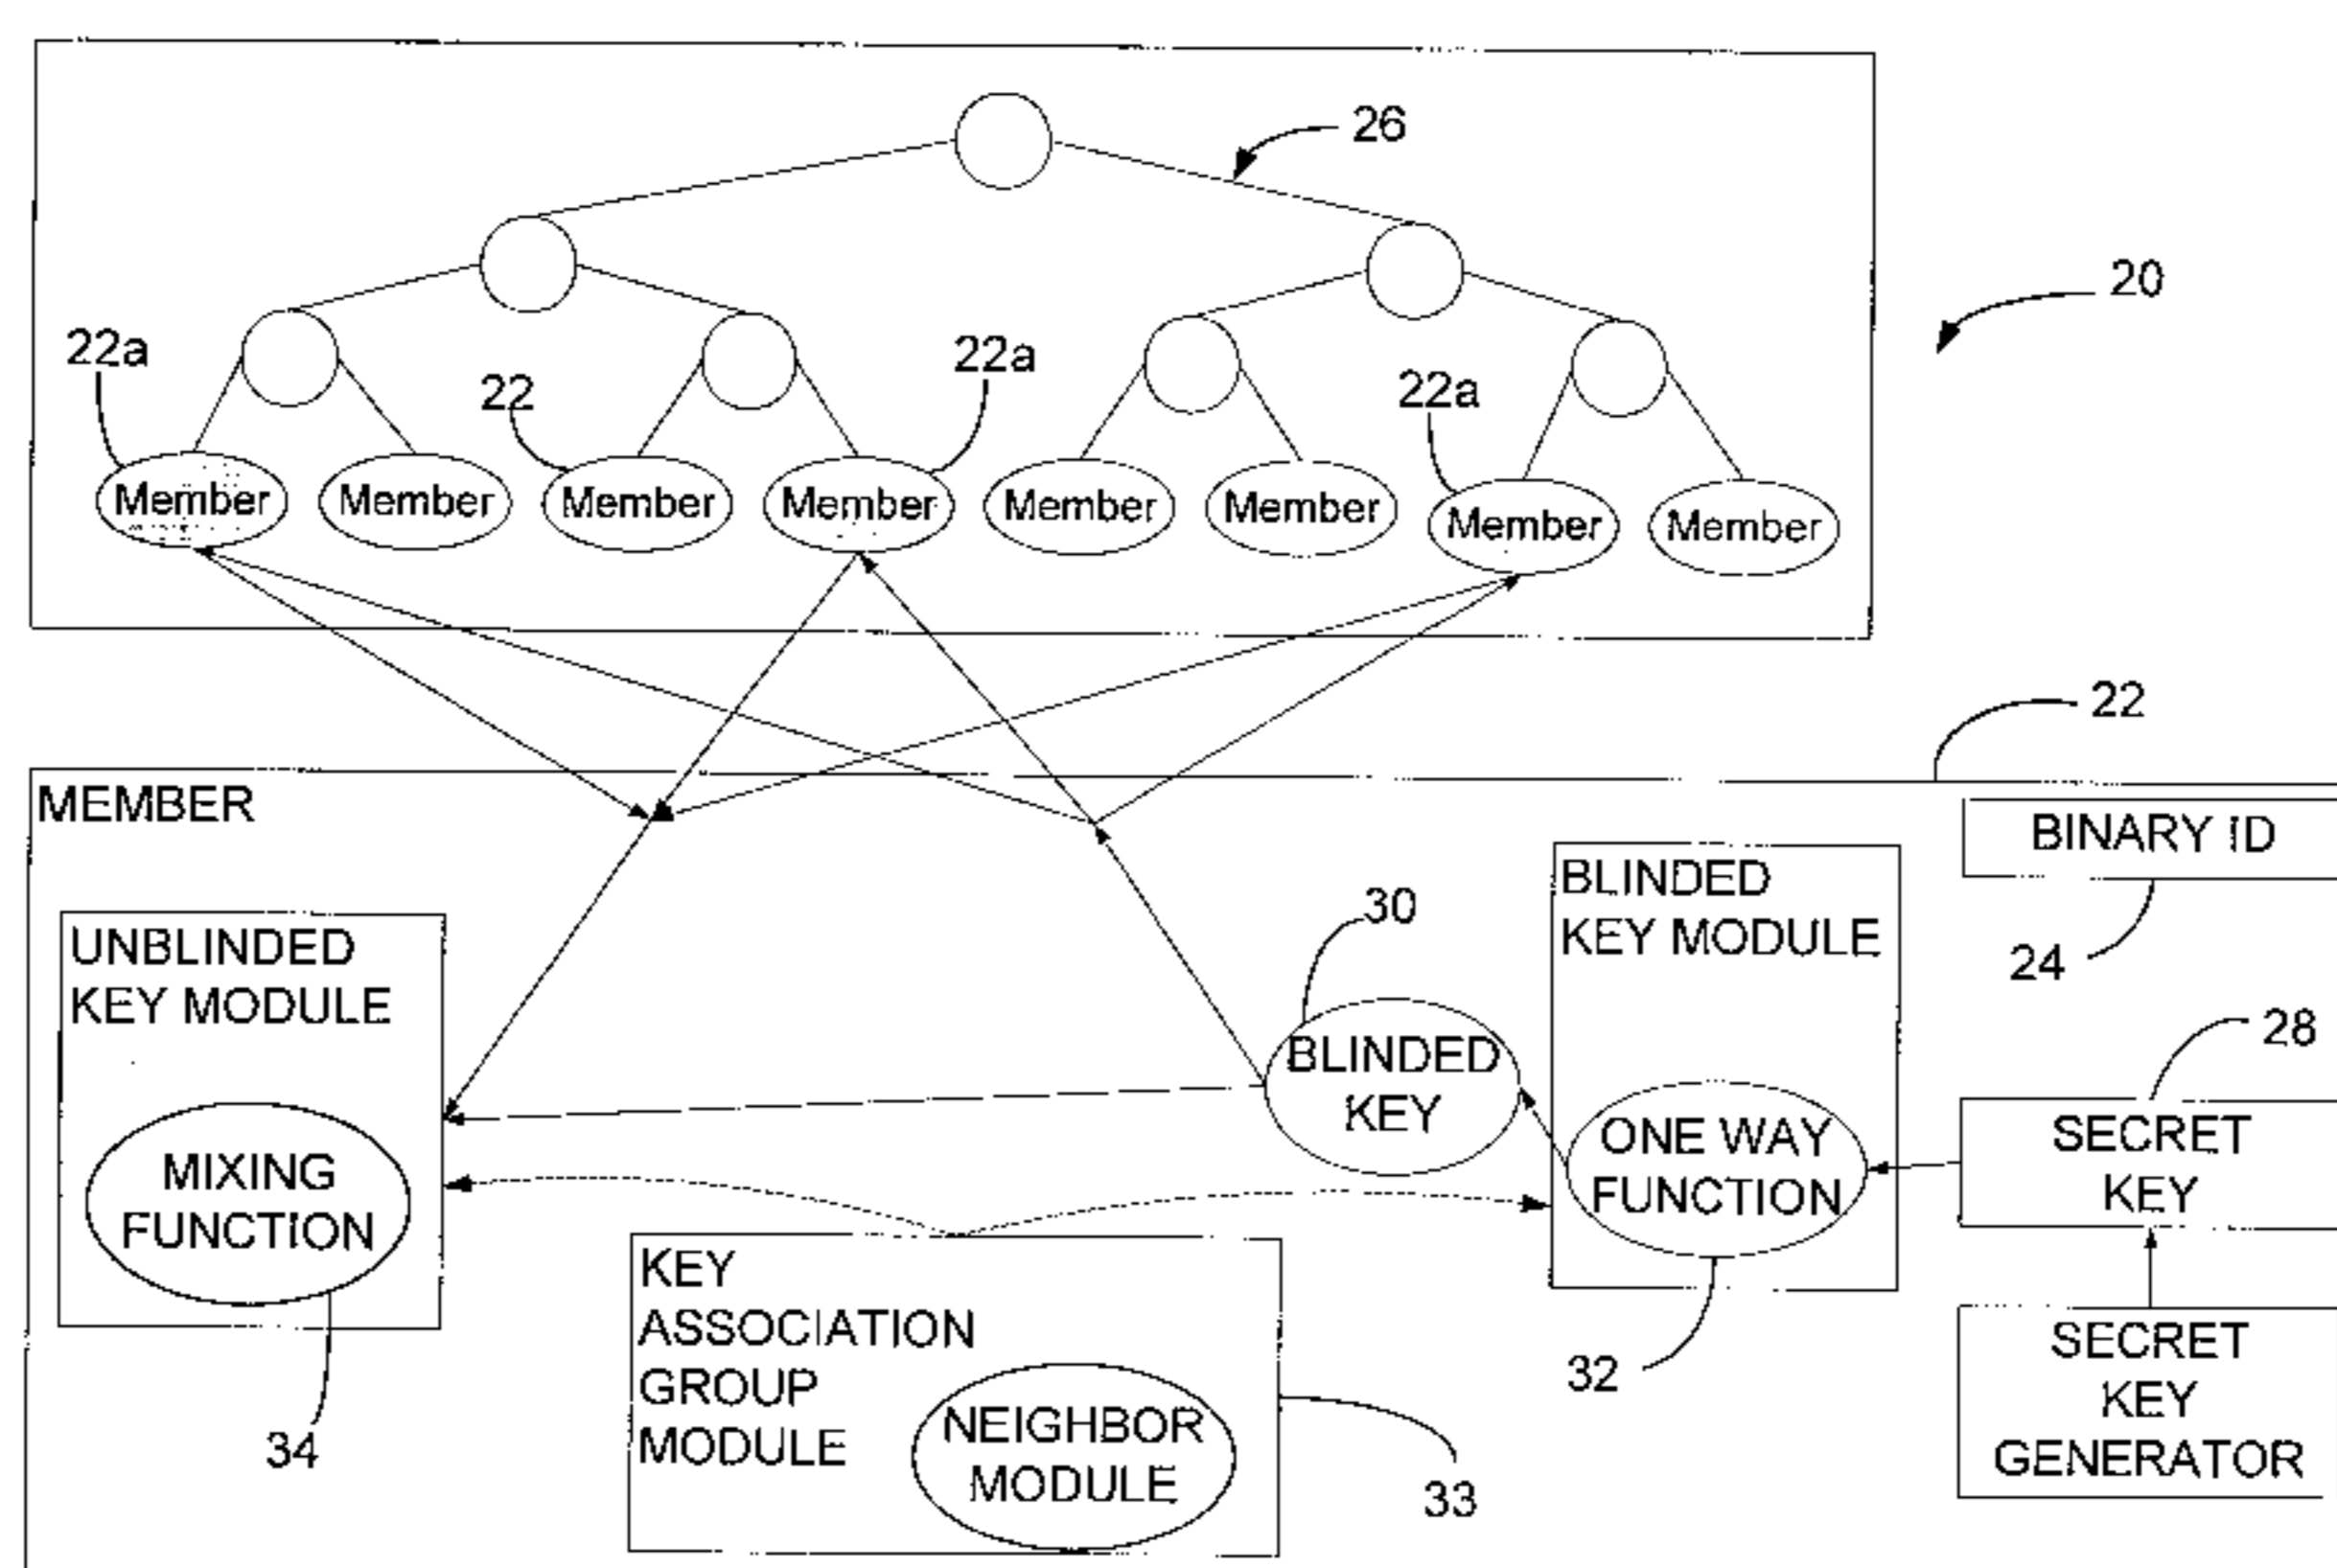 26
20
22a
22
22a
22a
Member
Member
Member
Member
Member
Member
Member
Member
22
MEMBER
BINARY ID
24
UNBLINDED
KEY MODULE
MIXING
FUNCTION
34
30
BLINDED
KEY
BLINDED
KEY MODULE
ONE WAY
FUNCTION
32
28
SECRET
KEY
SECRET
KEY
GENERATOR
KEY
ASSOCIATION
GROUP
MODULE
NEIGHBOR
MODULE
33